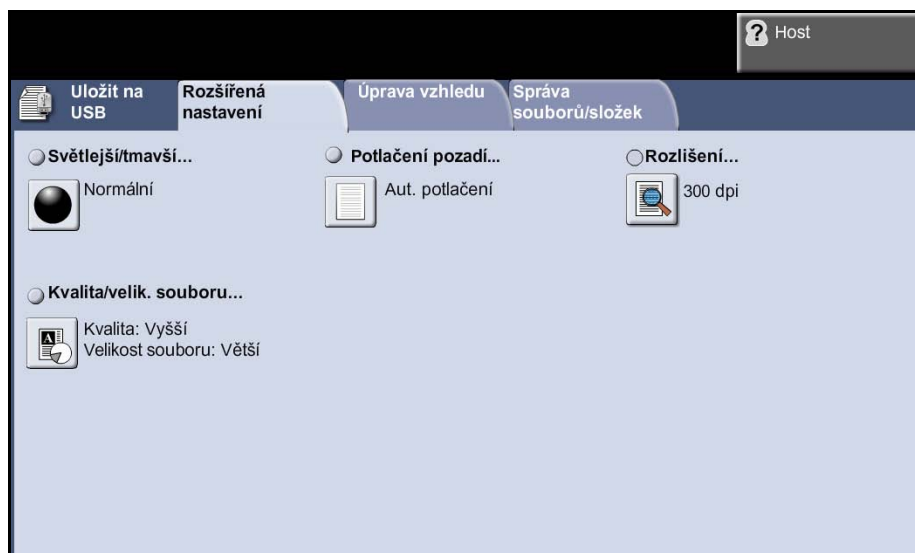 Host
Uložit na
USB
Rozšířená
nastavení
Úprava vzhledu
Správa
souborů/složek
Světlejší/tmavší...
Normální
Potlačení pozadí...
Aut. potlačení
Rozlišení...
300 dpi
Kvalita/velik. souboru...
Kvalita: Vyšší
Velikost souboru: Větší